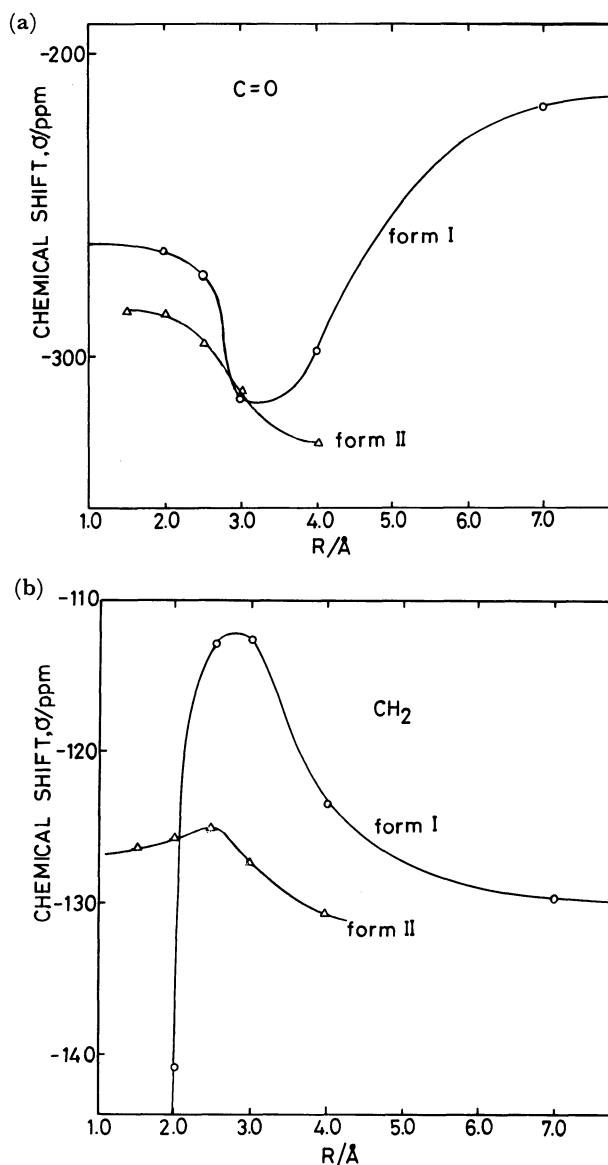 (a)
-200
C=O
CHEMICAL SHIFT, σ/ppm
form I
-300
form II
1.0 2.0 3.0 4.0 5.0 6.0 7.0
R/Å
(b)
-110
CH2
CHEMICAL SHIFT, σ/ppm
-120
form I
-130
form II
-140
1.0 2.0 3.0 4.0 5.0 6.0 7.0
R/Å